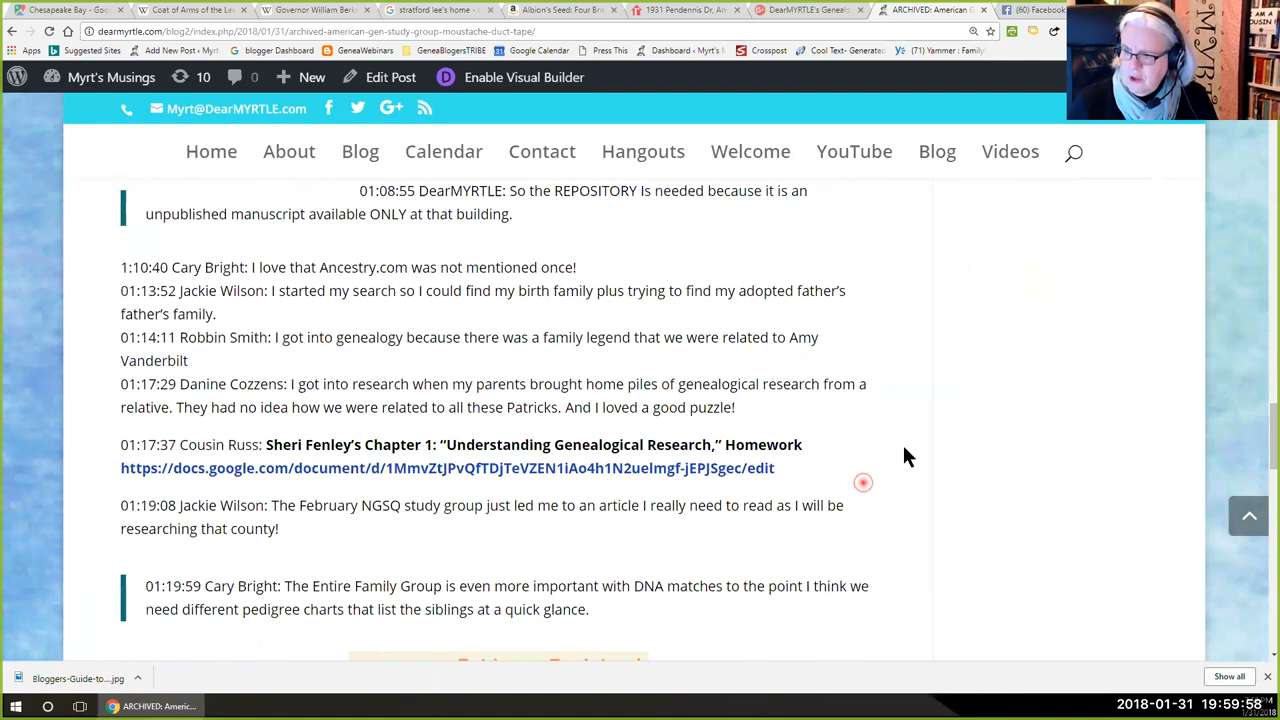 Chesapeake Bay - Go
Coat of Arms of the Le
Governor William Berk
stratford lee's home -
Albion's Seed: Four Bri
1931 Pendennis Dr, An
DearMYRTLE's Genealo
ARCHIVED: American G
(60) Facebook
dearmyrtle.com/blog2/index.php/2018/01/31/archived-american-gen-study-group-moustache-duct-tape/
Apps
Suggested Sites
Add New Post ‹ Myrt
blogger Dashboard
GeneaWebinars
GeneaBlogersTRIBE
Google Calendar
Press This
Dashboard ‹ Myrt's
Crosspost
Cool Text- Generato
(71) Yammer : Family
Myrt's Musings
10
0
New
Edit Post
Enable Visual Builder
Myrt@DearMYRTLE.com
Home About Blog Calendar Contact Hangouts Welcome YouTube Blog Videos
01:08:55 DearMYRTLE: So the REPOSITORY Is needed because it is an
unpublished manuscript available ONLY at that building.
1:10:40 Cary Bright: I love that Ancestry.com was not mentioned once!
01:13:52 Jackie Wilson: I started my search so I could find my birth family plus trying to find my adopted father's
father's family.
01:14:11 Robbin Smith: I got into genealogy because there was a family legend that we were related to Amy
Vanderbilt
01:17:29 Danine Cozzens: I got into research when my parents brought home piles of genealogical research from a
relative. They had no idea how we were related to all these Patricks. And I loved a good puzzle!
01:17:37 Cousin Russ: Sheri Fenley's Chapter 1: "Understanding Genealogical Research," Homework
https://docs.google.com/document/d/1MmvZtJPvQfTDjTeVZEN1iAo4h1N2uelmgf-jEPJSgec/edit
01:19:08 Jackie Wilson: The February NGSQ study group just led me to an article I really need to read as I will be
researching that county!
01:19:59 Cary Bright: The Entire Family Group is even more important with DNA matches to the point I think we
need different pedigree charts that list the siblings at a quick glance.
Bloggers-Guide-to....jpg
Show all
ARCHIVED: Americ...
2018-01-31 19:59:58
1/31/2018